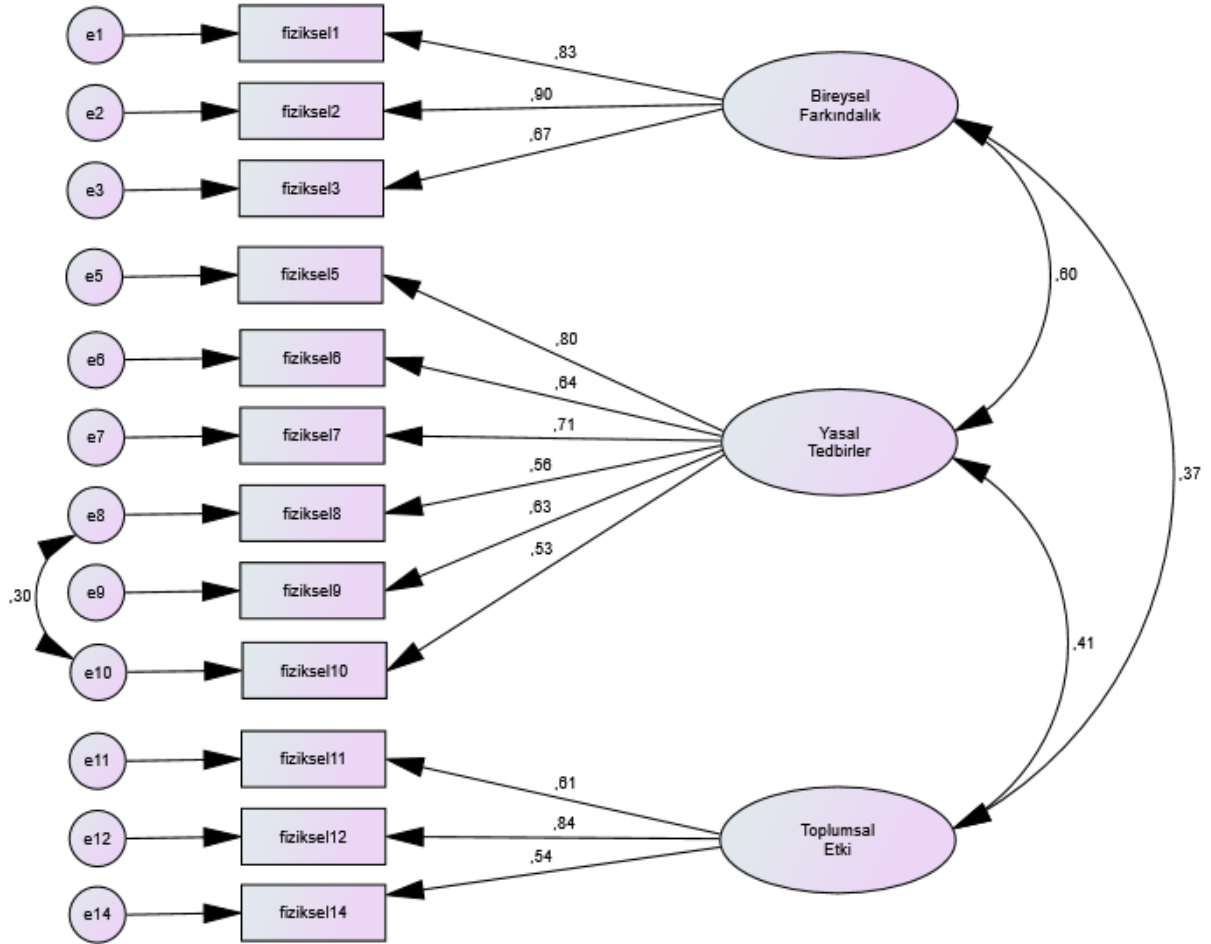 e1
fiziksel1
,83
e2
fiziksel2
,90
e3
fiziksel3
,67
Bireysel
Farkındalık
e5
fiziksel5
,80
e6
fiziksel6
,64
e7
fiziksel7
,71
e8
fiziksel8
,56
e9
fiziksel9
,63
e10
fiziksel10
,53
,30
Yasal
Tedbirler
,60
,37
,41
e11
fiziksel11
,61
e12
fiziksel12
,84
e14
fiziksel14
,54
Toplumsal
Etki